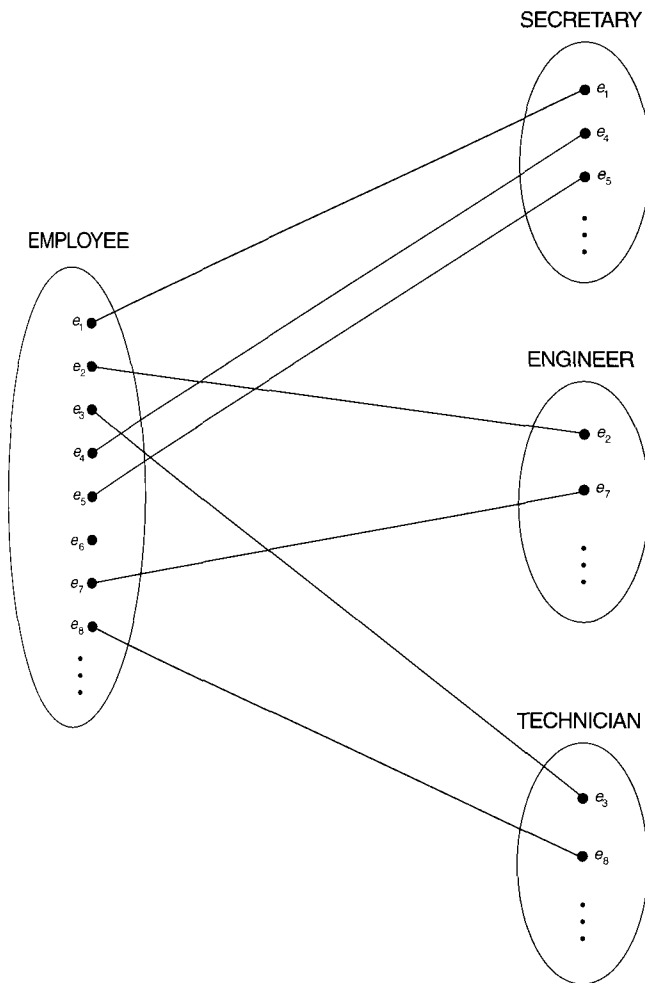 SECRETARY
e₁
e₄
e₅
EMPLOYEE
e₁
e₂
e₃
e₄
e₅
e₆
e₇
e₈
ENGINEER
e₂
e₇
TECHNICIAN
e₃
e₈